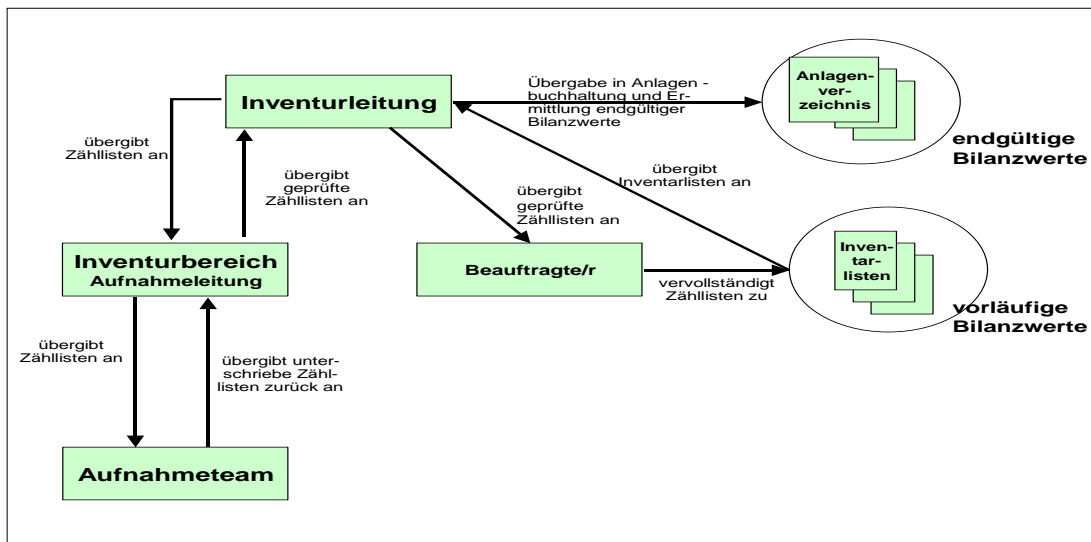 Inventurleitung
Übergabe in Anlagen -
buchhaltung und Er-
mittlung endgültiger
Bilanzwerte
Anlagen-
ver-
zeichnis
endgültige
Bilanzwerte
übergibt
Zähllisten an
übergibt
geprüfte
Zähllisten an
übergibt
geprüfte
Zähllisten an
übergibt
Inventarlisten an
Inventurbereich
Aufnahmeleitung
Beauftragte/r
vervollständigt
Zähllisten zu
Inven-
tar-
listen
vorläufige
Bilanzwerte
übergibt
Zähllisten an
übergibt unter-
schriebe Zähl-
listen zurück an
Aufnahmeteam